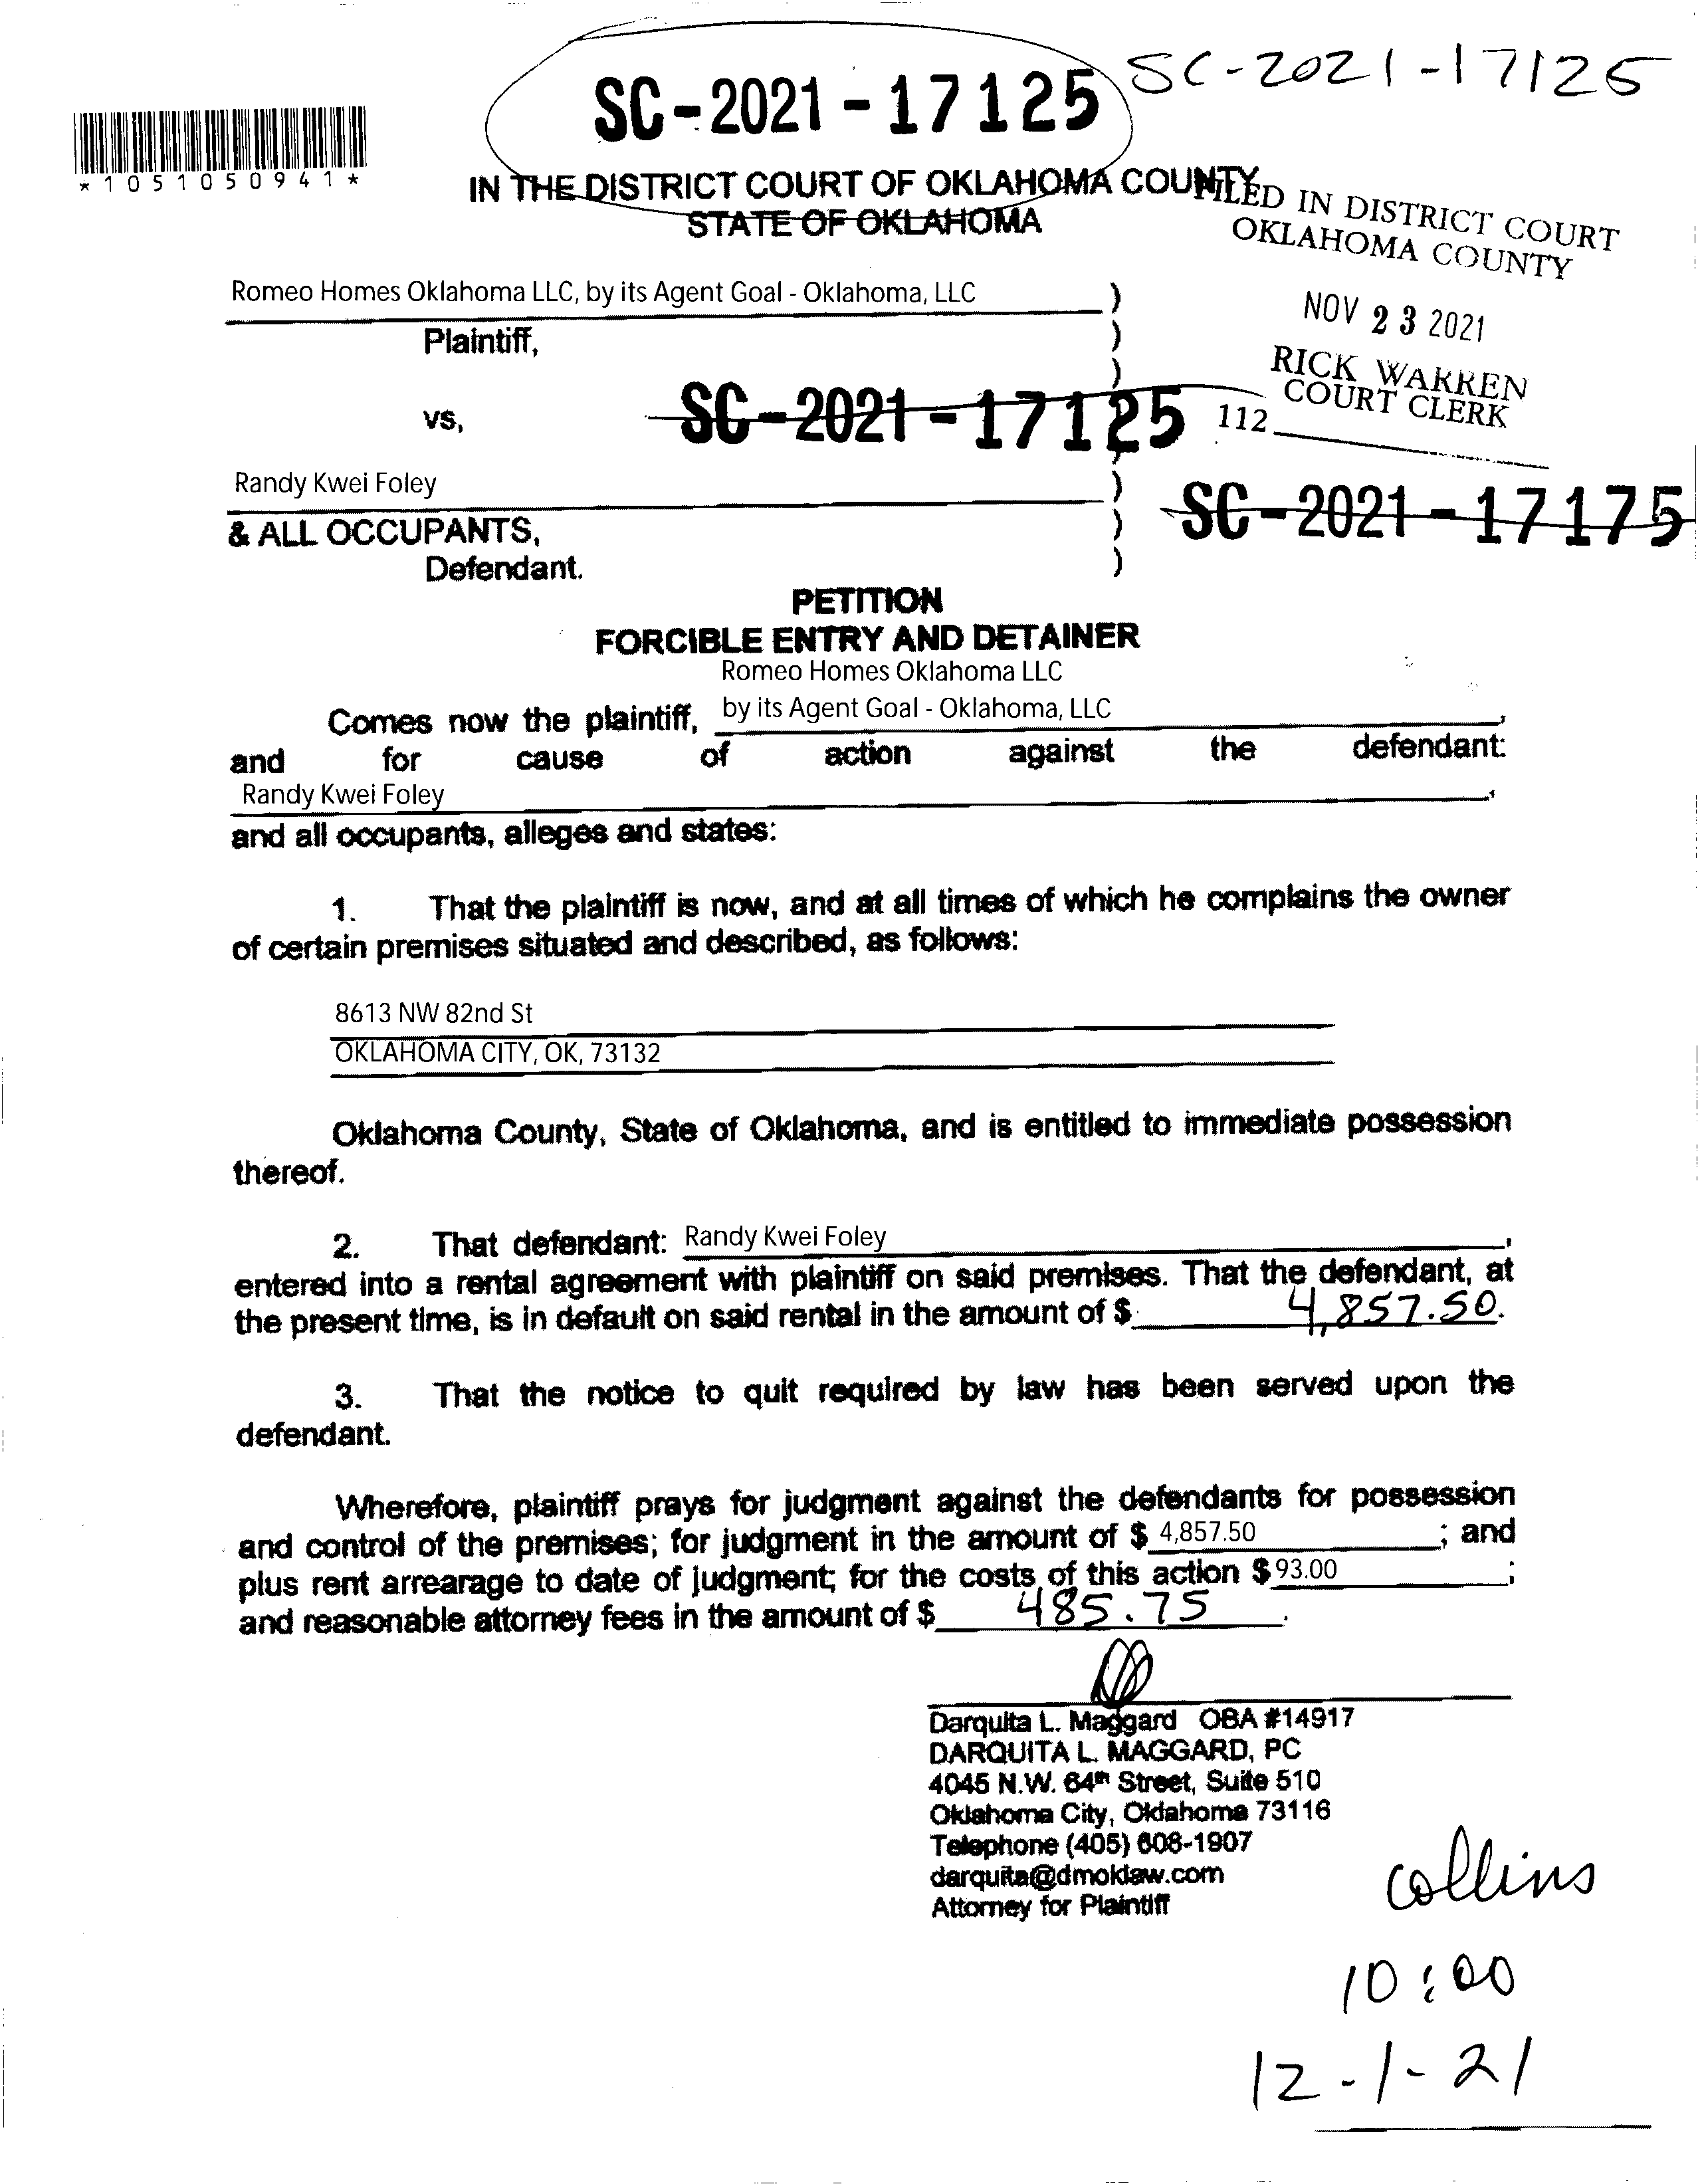 SC-2021-17125
SC-2021-17125
*1051050941*
IN THE DISTRICT COURT OF OKLAHOMA COUNTY
STATE OF OKLAHOMA
FILED IN DISTRICT COURT
OKLAHOMA COUNTY
Romeo Homes Oklahoma LLC, by its Agent Goal - Oklahoma, LLC )
NOV 23 2021
Plaintiff, )
RICK WARREN
COURT CLERK
)
vs,
SC-2021-17125
112
Randy Kwei Foley )
SC-2021-17175
& ALL OCCUPANTS, )
Defendant. )
PETITION
FORCIBLE ENTRY AND DETAINER
Romeo Homes Oklahoma LLC
Comes now the plaintiff, by its Agent Goal - Oklahoma, LLC,
and for cause of action against the defendant:
Randy Kwei Foley,
and all occupants, alleges and states:
1. That the plaintiff is now, and at all times of which he complains the owner
of certain premises situated and described, as follows:
8613 NW 82nd St
OKLAHOMA CITY, OK, 73132
Oklahoma County, State of Oklahoma, and is entitled to immediate possession
thereof.
2. That defendant: Randy Kwei Foley,
entered into a rental agreement with plaintiff on said premises. That the defendant, at
the present time, is in default on said rental in the amount of $ 4,857.50.
3. That the notice to quit required by law has been served upon the
defendant.
Wherefore, plaintiff prays for judgment against the defendants for possession
and control of the premises; for judgment in the amount of $ 4,857.50 ; and
plus rent arrearage to date of judgment; for the costs of this action $ 93.00 ;
and reasonable attorney fees in the amount of $ 485.75.
Darquita L. Maggard OBA #14917
DARQUITA L. MAGGARD, PC
4045 N.W. 64th Street, Suite 510
Oklahoma City, Oklahoma 73116
Telephone (405) 608-1907
darquita@dmoklaw.com
Attorney for Plaintiff
Collins
10:00
12-1-21